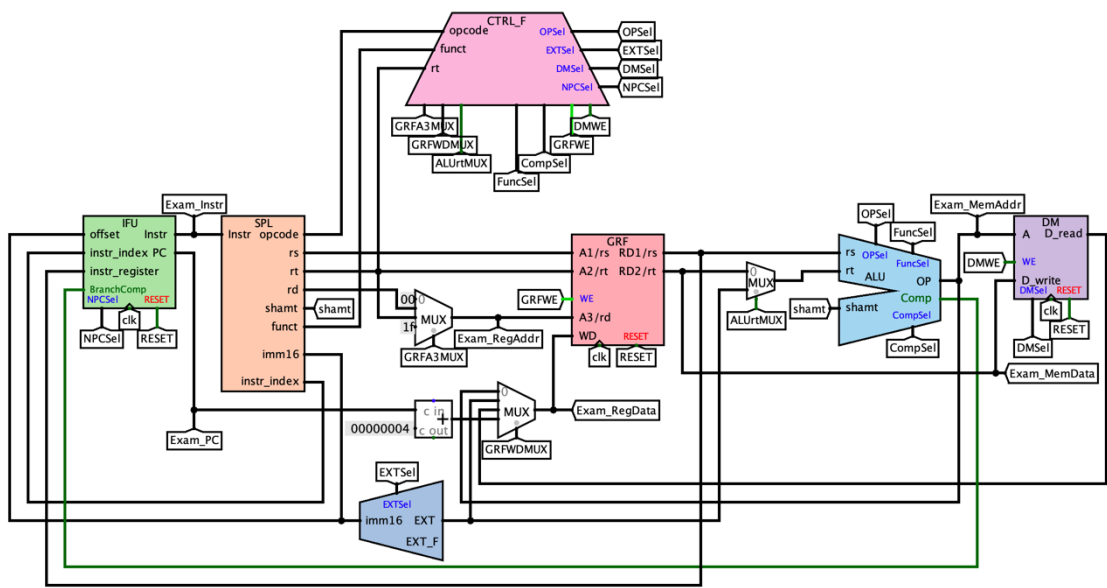 CTRL_F
opcode
funct
rt
OPSel
EXTSel
DMSel
NPCSel
OPSel
EXTSel
DMSel
NPCSel
GRFA3MUX
GRFWDMUX
ALUrtMUX
FuncSel
CompSel
GRFWE
DMWE
Exam_Instr
IFU
offset
Instr
instr_index
PC
instr_register
BranchComp
NPCSel
RESET
NPCSel
clk
RESET
Exam_PC
SPL
Instr
opcode
rs
rt
rd
shamt
funct
imm16
instr_index
shamt
00
0
1f
MUX
GRFA3MUX
Exam_RegAddr
GRF
A1/rs
RD1/rs
A2/rt
RD2/rt
WE
A3/rd
WD
RESET
GRFWE
clk
RESET
00000004
c in
+
c out
0
MUX
GRFWDMUX
Exam_RegData
EXTSel
EXTSel
imm16
EXT
EXT_F
0
MUX
ALUrtMUX
OPSel
FuncSel
rs
OPSel
FuncSel
rt
ALU
OP
Comp
shamt
CompSel
shamt
CompSel
Exam_MemAddr
DM
A
D_read
WE
D_write
DMSel
RESET
DMWE
clk
RESET
DMSel
Exam_MemData